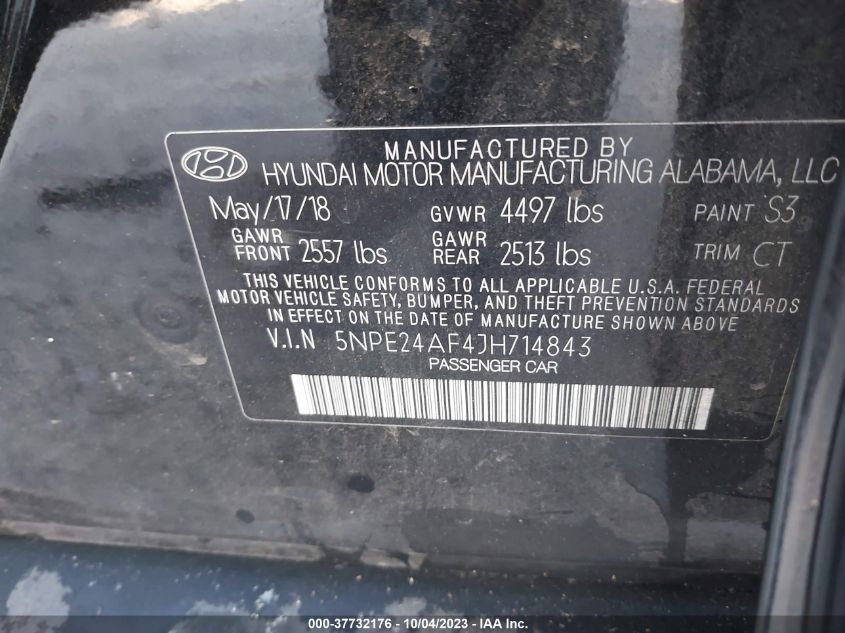 MANUFACTURED BY
HYUNDAI MOTOR MANUFACTURING ALABAMA, LLC
May/17/18 GVWR 4497 lbs PAINT S3
GAWR FRONT 2557 lbs GAWR REAR 2513 lbs TRIM CT
THIS VEHICLE CONFORMS TO ALL APPLICABLE U.S.A. FEDERAL
MOTOR VEHICLE SAFETY, BUMPER, AND THEFT PREVENTION STANDARDS
IN EFFECT ON THE DATE OF MANUFACTURE SHOWN ABOVE
V.I.N 5NPE24AF4JH714843
PASSENGER CAR
000-37732176 - 10/04/2023 - IAA Inc.